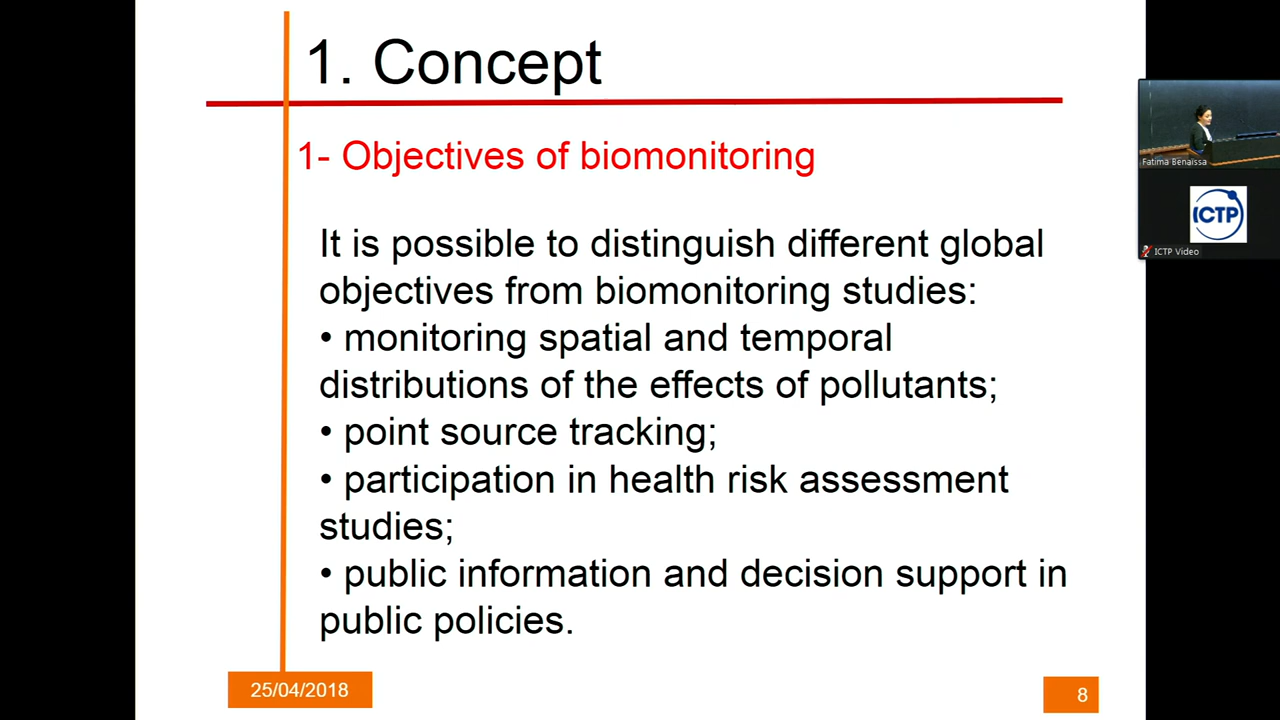 1. Concept
1- Objectives of biomonitoring
It is possible to distinguish different global
objectives from biomonitoring studies:
• monitoring spatial and temporal
distributions of the effects of pollutants;
• point source tracking;
• participation in health risk assessment
studies;
• public information and decision support in
public policies.
25/04/2018
8
Fatima Benaissa
ICTP
ICTP Video